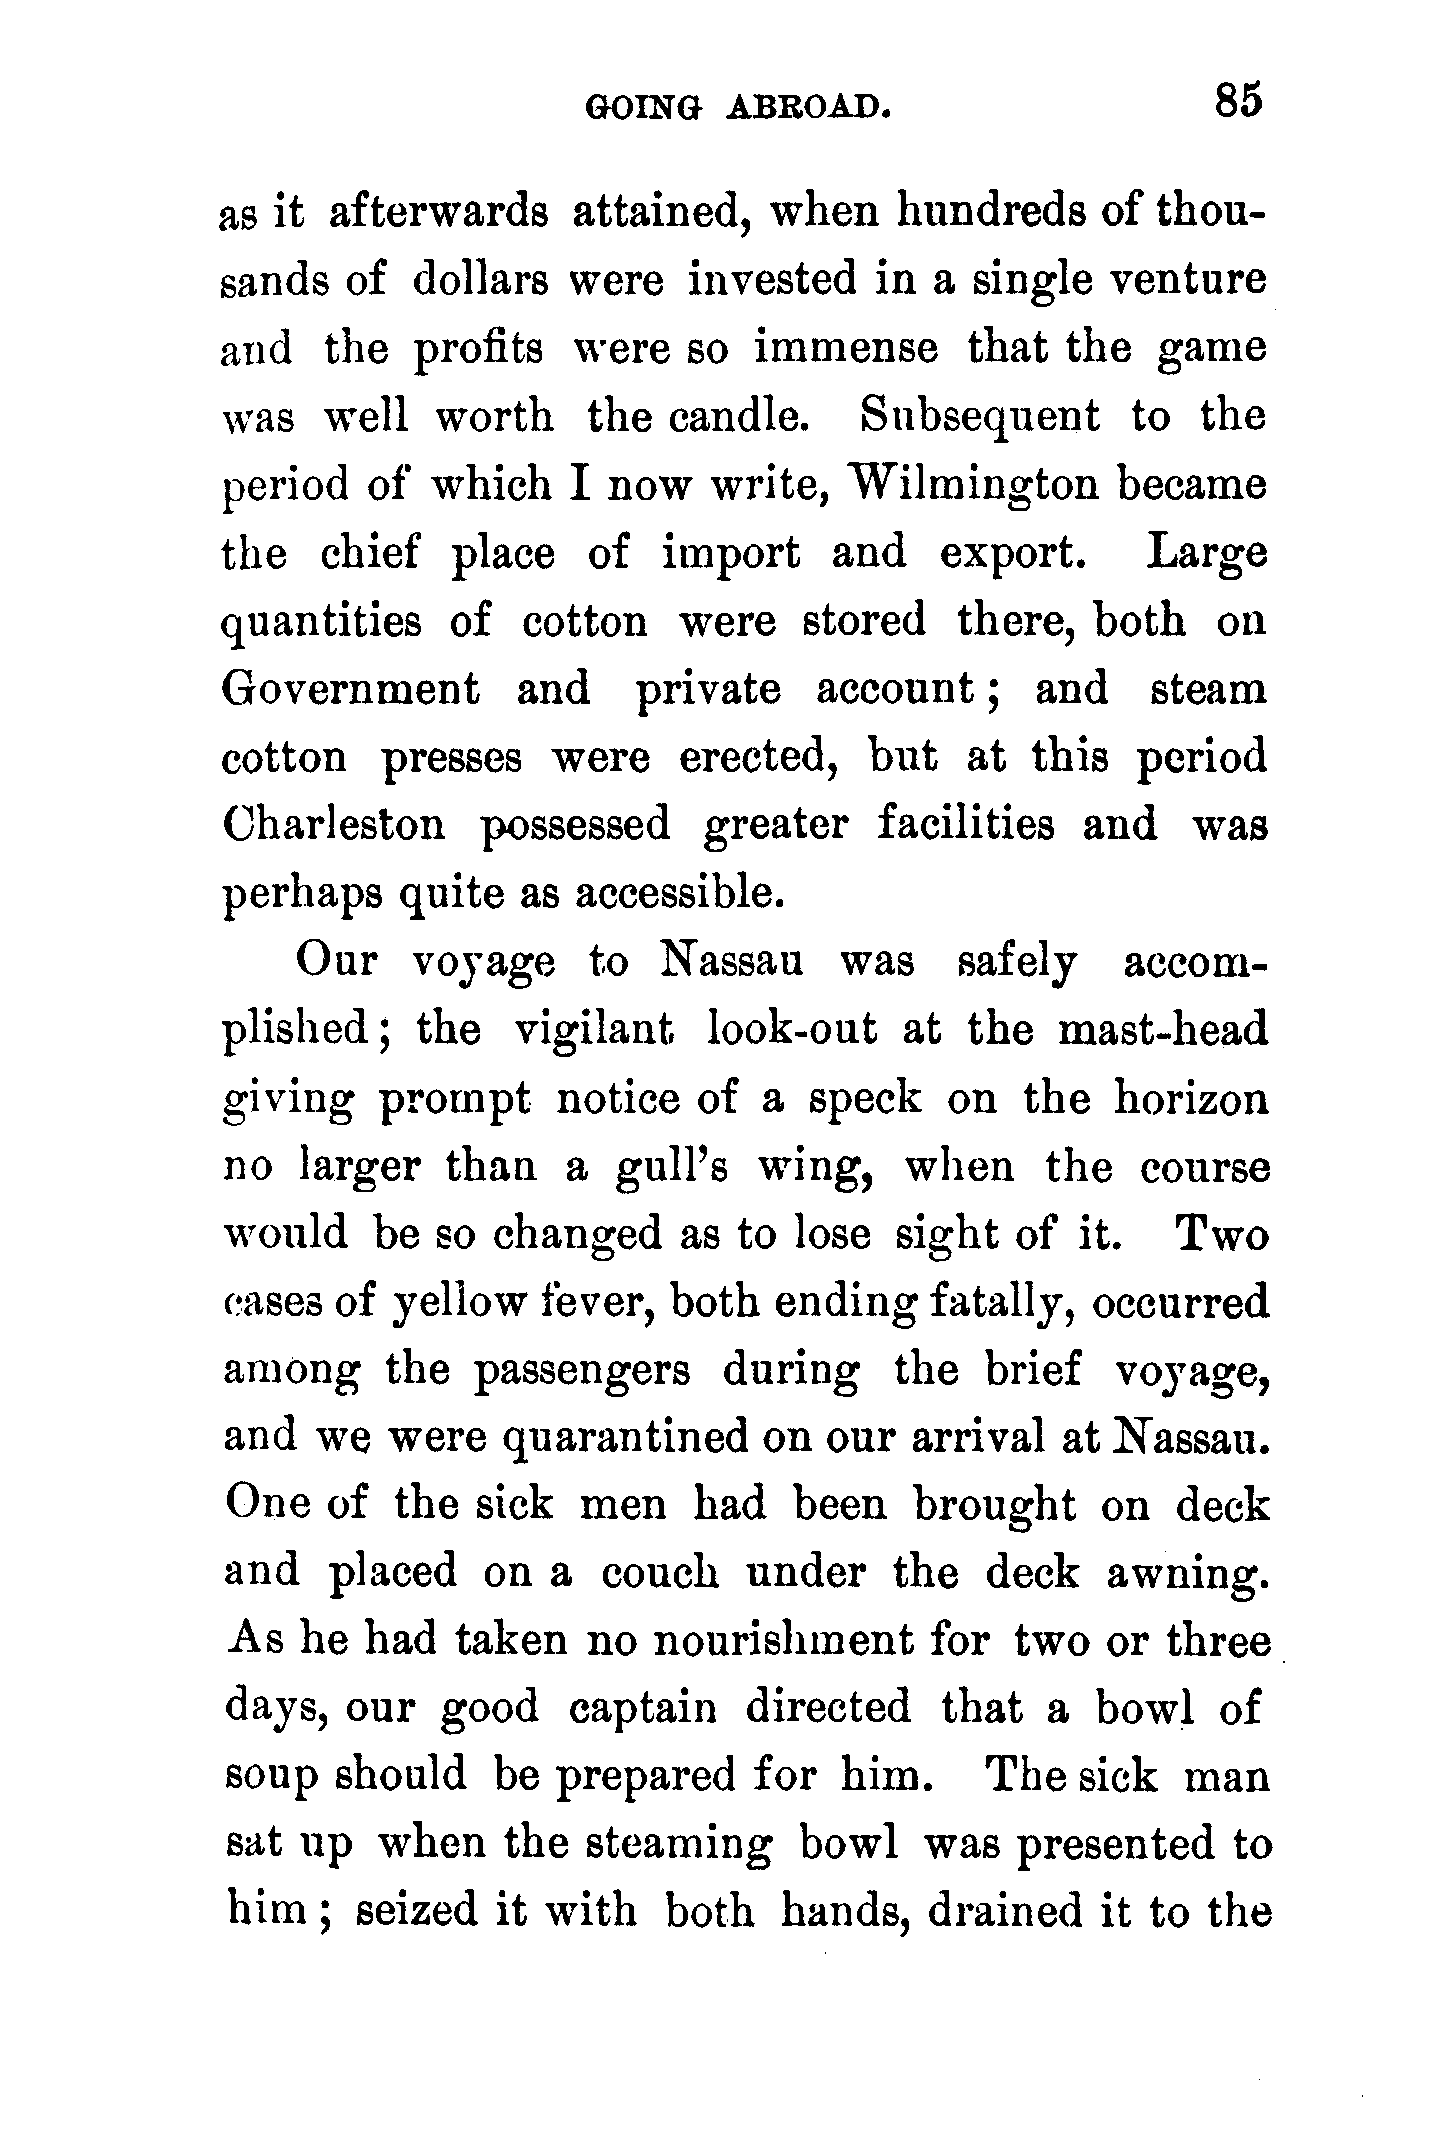 GOING ABROAD. 85
as it afterwards attained, when hundreds of thou-
sands of dollars were invested in a single venture
and the profits were so immense that the game
was well worth the candle. Subsequent to the
period of which I now write, Wilmington became
the chief place of import and export. Large
quantities of cotton were stored there, both on
Government and private account; and steam
cotton presses were erected, but at this period
Charleston possessed greater facilities and was
perhaps quite as accessible.
Our voyage to Nassau was safely accom-
plished; the vigilant look-out at the mast-head
giving prompt notice of a speck on the horizon
no larger than a gull's wing, when the course
would be so changed as to lose sight of it. Two
cases of yellow fever, both ending fatally, occurred
among the passengers during the brief voyage,
and we were quarantined on our arrival at Nassau.
One of the sick men had been brought on deck
and placed on a couch under the deck awning.
As he had taken no nourishment for two or three
days, our good captain directed that a bowl of
soup should be prepared for him. The sick man
sat up when the steaming bowl was presented to
him; seized it with both hands, drained it to the